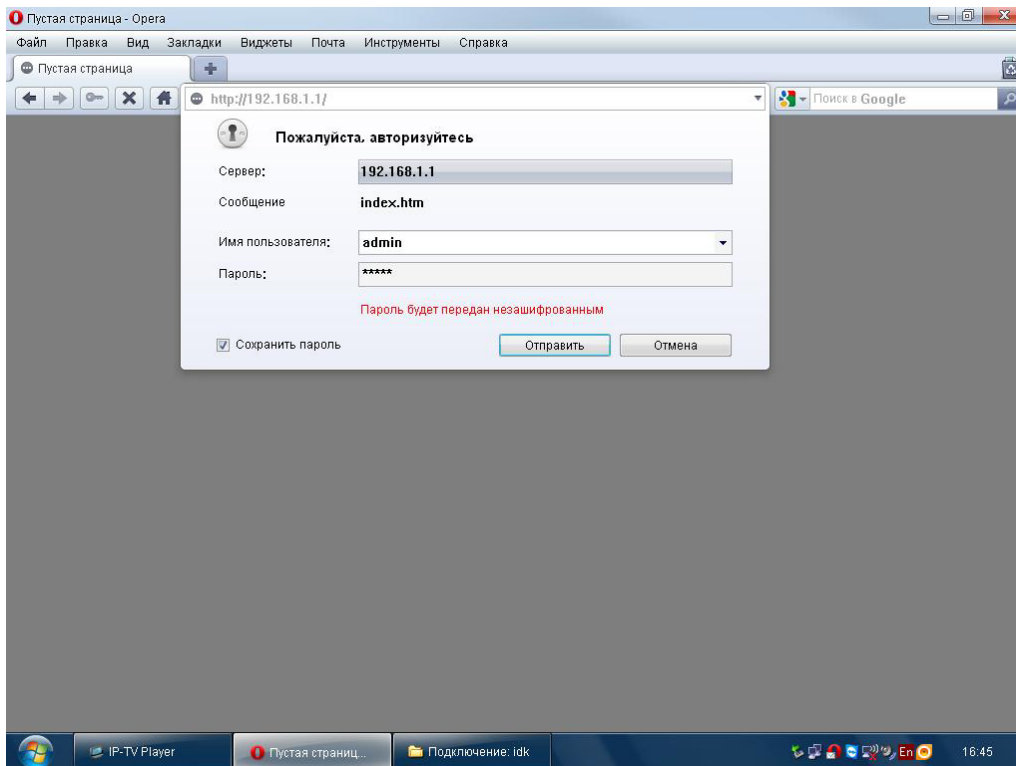 Пустая страница - Opera
Файл Правка Вид Закладки Виджеты Почта Инструменты Справка
Пустая страница
http://192.168.1.1/
Поиск в Google
Пожалуйста, авторизуйтесь
Сервер: 192.168.1.1
Сообщение index.htm
Имя пользователя: admin
Пароль: *****
Пароль будет передан незашифрованным
Сохранить пароль Отправить Отмена
IP-TV Player Пустая страниц... Подключение: idk En 16:45